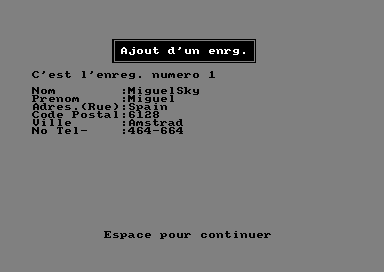 Ajout d'un enrg.
C'est l'enreg. numero 1
Nom :MiguelSky
Prenom :Miguel
Adres.(Rue):Spain
Code Postal:6128
Ville :Amstrad
No Tel- :464-664
Espace pour continuer